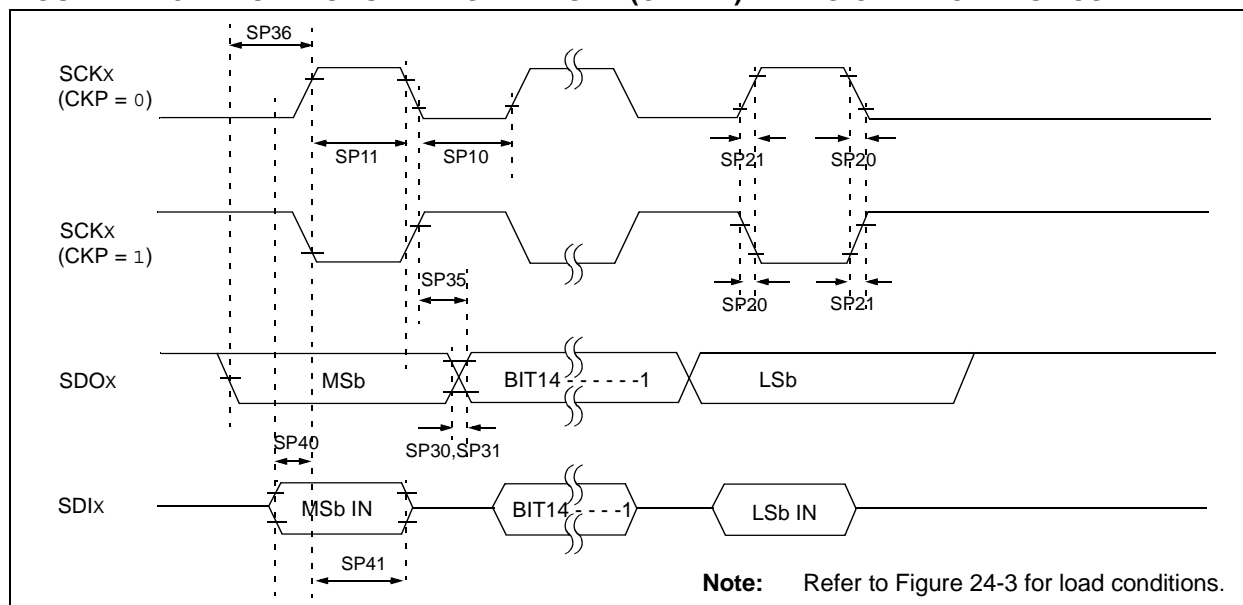 SP36
SCKX
(CKP = 0)
SP11
SP10
SP21
SP20
SCKX
(CKP = 1)
SP35
SP20
SP21
SDOX
MSb
BIT14 - - - - - -1
LSb
SP40
SP30,SP31
SDIX
MSb IN
BIT14 - - - -1
LSb IN
SP41
Note: Refer to Figure 24-3 for load conditions.